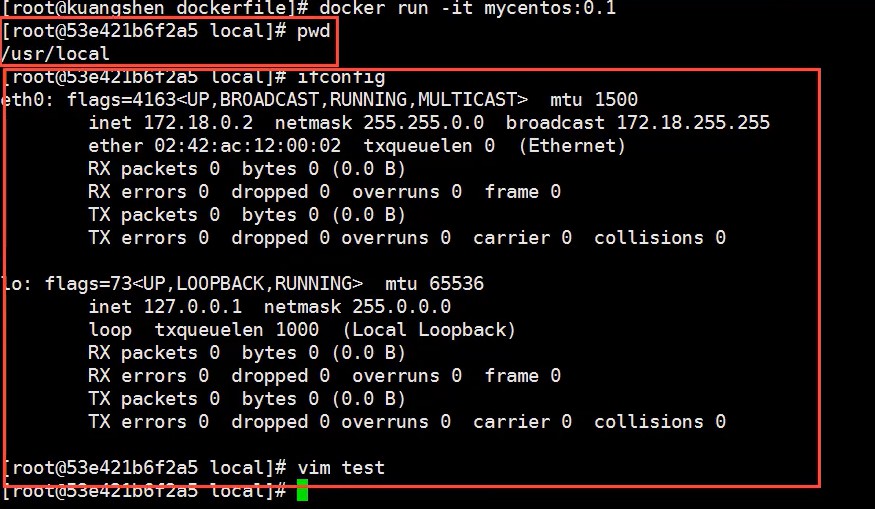 [root@kuangshen dockerfile]# docker run -it mycentos:0.1
[root@53e421b6f2a5 local]# pwd
/usr/local
[root@53e421b6f2a5 local]# ifconfig
eth0: flags=4163<UP,BROADCAST,RUNNING,MULTICAST>  mtu 1500
        inet 172.18.0.2  netmask 255.255.0.0  broadcast 172.18.255.255
        ether 02:42:ac:12:00:02  txqueuelen 0  (Ethernet)
        RX packets 0  bytes 0 (0.0 B)
        RX errors 0  dropped 0  overruns 0  frame 0
        TX packets 0  bytes 0 (0.0 B)
        TX errors 0  dropped 0 overruns 0  carrier 0  collisions 0
lo: flags=73<UP,LOOPBACK,RUNNING>  mtu 65536
        inet 127.0.0.1  netmask 255.0.0.0
        loop  txqueuelen 1000  (Local Loopback)
        RX packets 0  bytes 0 (0.0 B)
        RX errors 0  dropped 0  overruns 0  frame 0
        TX packets 0  bytes 0 (0.0 B)
        TX errors 0  dropped 0 overruns 0  carrier 0  collisions 0
[root@53e421b6f2a5 local]# vim test
[root@53e421b6f2a5 local]#